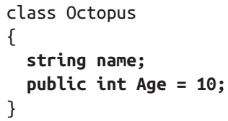 class Octopus
{
  string name;
  public int Age = 10;
}